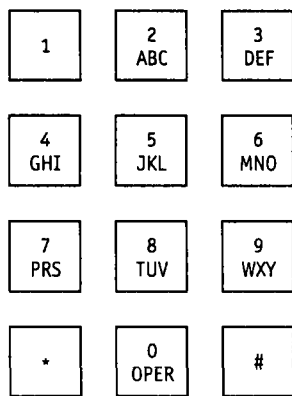 1 2 3
ABC DEF
4 5 6
GHI JKL MNO
7 8 9
PRS TUV WXY
* 0 #
OPER